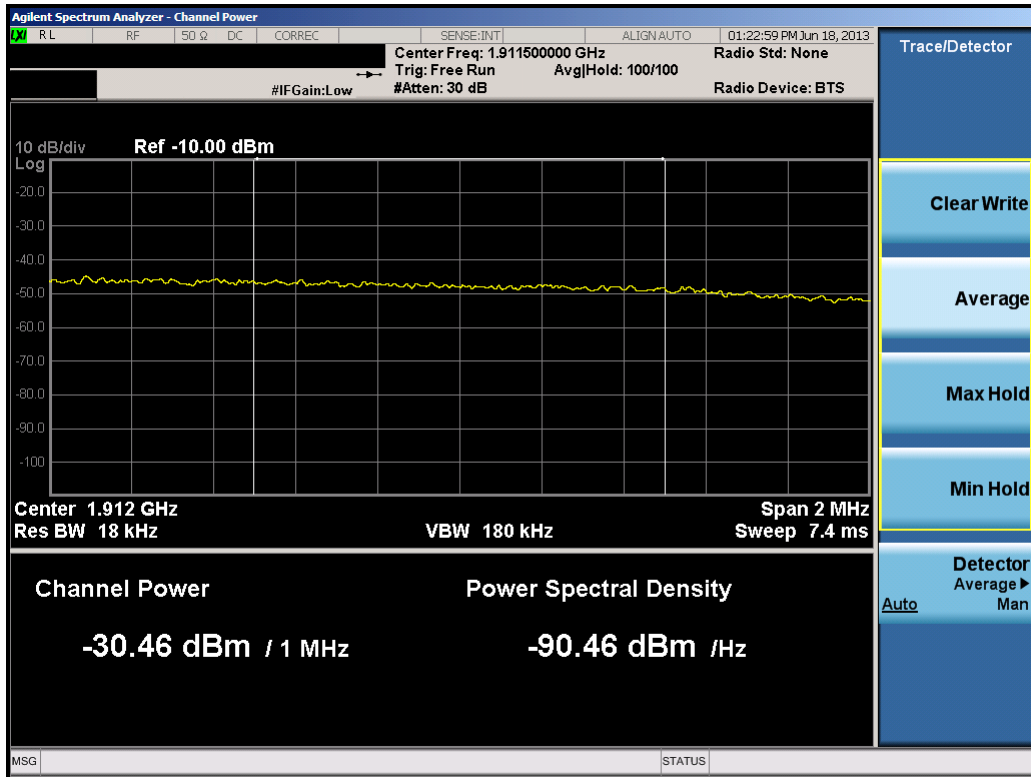 Agilent Spectrum Analyzer - Channel Power
LXI RL RF 50 Ω DC CORREC SENSE:INT ALIGN AUTO 01:22:59 PM Jun 18, 2013
Center Freq: 1.911500000 GHz Radio Std: None
Trig: Free Run Avg|Hold: 100/100
#IFGain:Low #Atten: 30 dB Radio Device: BTS
10 dB/div Ref -10.00 dBm
Log
-20.0
-30.0
-40.0
-50.0
-60.0
-70.0
-80.0
-90.0
-100
Center 1.912 GHz Span 2 MHz
Res BW 18 kHz VBW 180 kHz Sweep 7.4 ms
Channel Power Power Spectral Density
-30.46 dBm / 1 MHz -90.46 dBm /Hz
MSG STATUS
Trace/Detector
Clear Write
Average
Max Hold
Min Hold
Detector
Average ▶
Auto Man